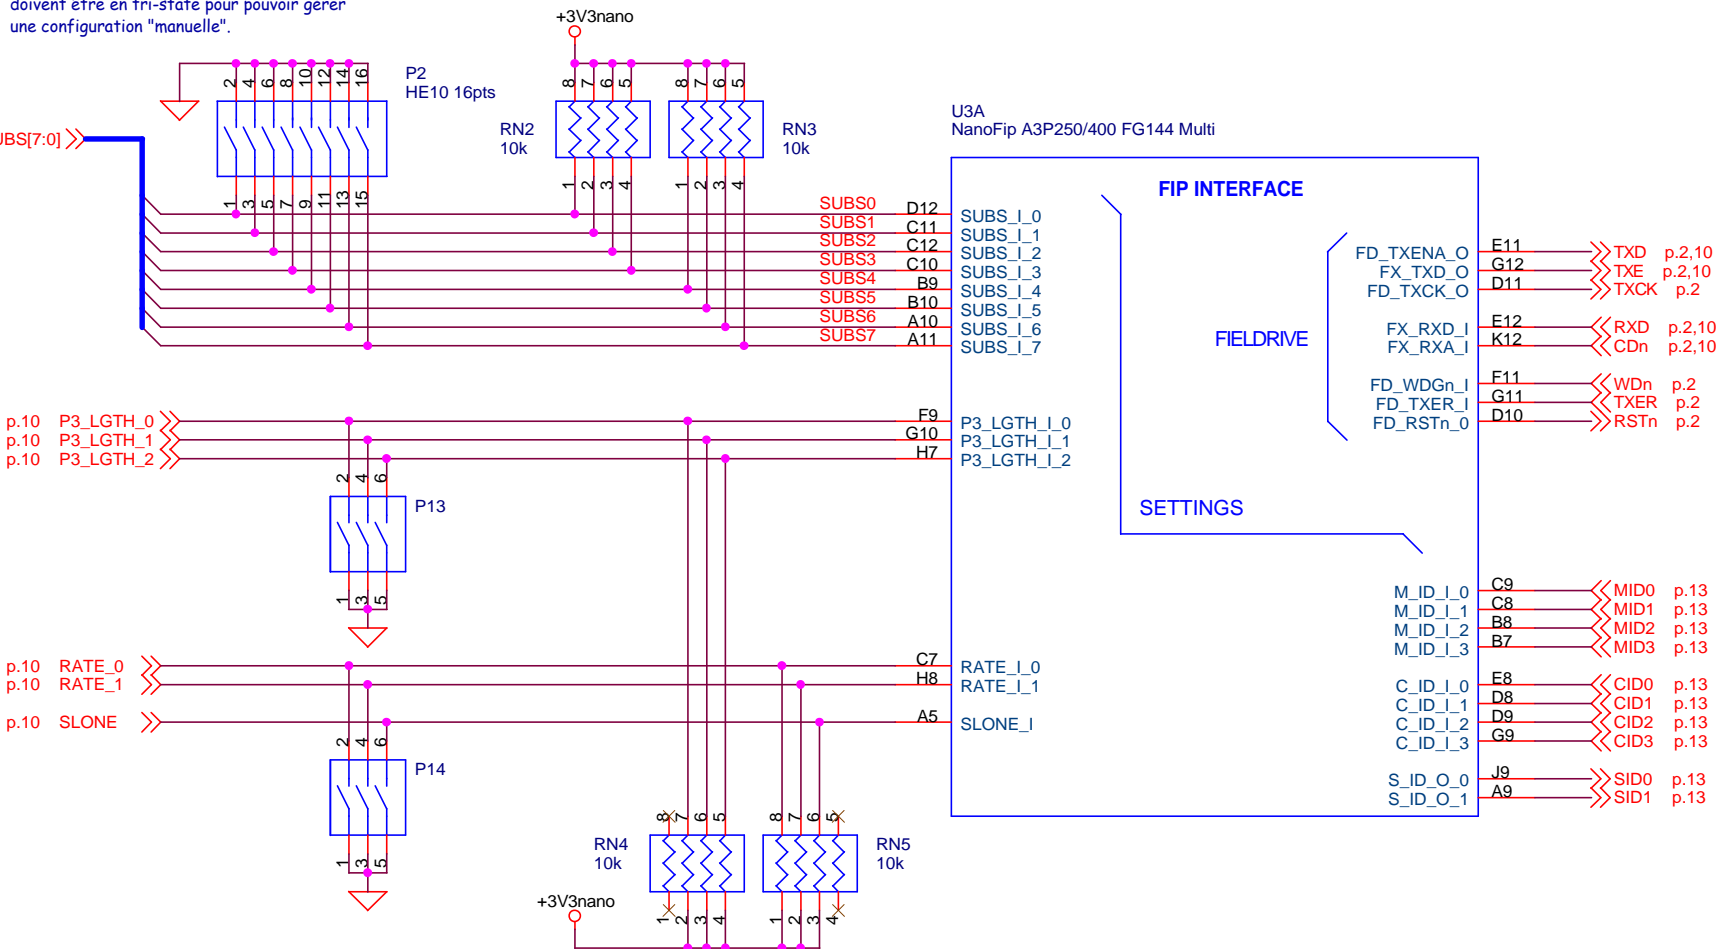 doivent être en tri-state pour pouvoir gérer
une configuration "manuelle".
+3V3nano
2 4 6 8 10 12 14 16
P2
HE10 16pts
8 7 6 5
8 7 6 5
RN2
10k
RN3
10k
UBS[7:0]
1 3 5 7 9 11 13 15
1 2 3 4
1 2 3 4
U3A
NanoFip A3P250/400 FG144 Multi
FIP INTERFACE
SUBS0 D12 SUBS_I_0
SUBS1 C11 SUBS_I_1
SUBS2 C12 SUBS_I_2
SUBS3 C10 SUBS_I_3
SUBS4 B9 SUBS_I_4
SUBS5 B10 SUBS_I_5
SUBS6 A10 SUBS_I_6
SUBS7 A11 SUBS_I_7
FIELDRIVE
FD_TXENA_O E11 TXD p.2,10
FX_TXD_O G12 TXE p.2,10
FD_TXCK_O D11 TXCK p.2
FX_RXD_I E12 RXD p.2,10
FX_RXA_I K12 CDn p.2,10
FD_WDGn_I F11 WDn p.2
FD_TXER_I G11 TXER p.2
FD_RSTn_0 D10 RSTn p.2
p.10 P3_LGTH_0 F9 P3_LGTH_I_0
p.10 P3_LGTH_1 G10 P3_LGTH_I_1
p.10 P3_LGTH_2 H7 P3_LGTH_I_2
2 4 6
P13
1 3 5
SETTINGS
M_ID_I_0 C9 MID0 p.13
M_ID_I_1 C8 MID1 p.13
M_ID_I_2 B8 MID2 p.13
M_ID_I_3 B7 MID3 p.13
C_ID_I_0 E8 CID0 p.13
C_ID_I_1 D8 CID1 p.13
C_ID_I_2 D9 CID2 p.13
C_ID_I_3 G9 CID3 p.13
S_ID_O_0 J9 SID0 p.13
S_ID_O_1 A9 SID1 p.13
p.10 RATE_0 C7 RATE_I_0
p.10 RATE_1 H8 RATE_I_1
p.10 SLONE A5 SLONE_I
2 4 6
P14
1 3 5
8 7 6 5
8 7 6 5
RN4
10k
RN5
10k
1 2 3 4
1 2 3 4
+3V3nano